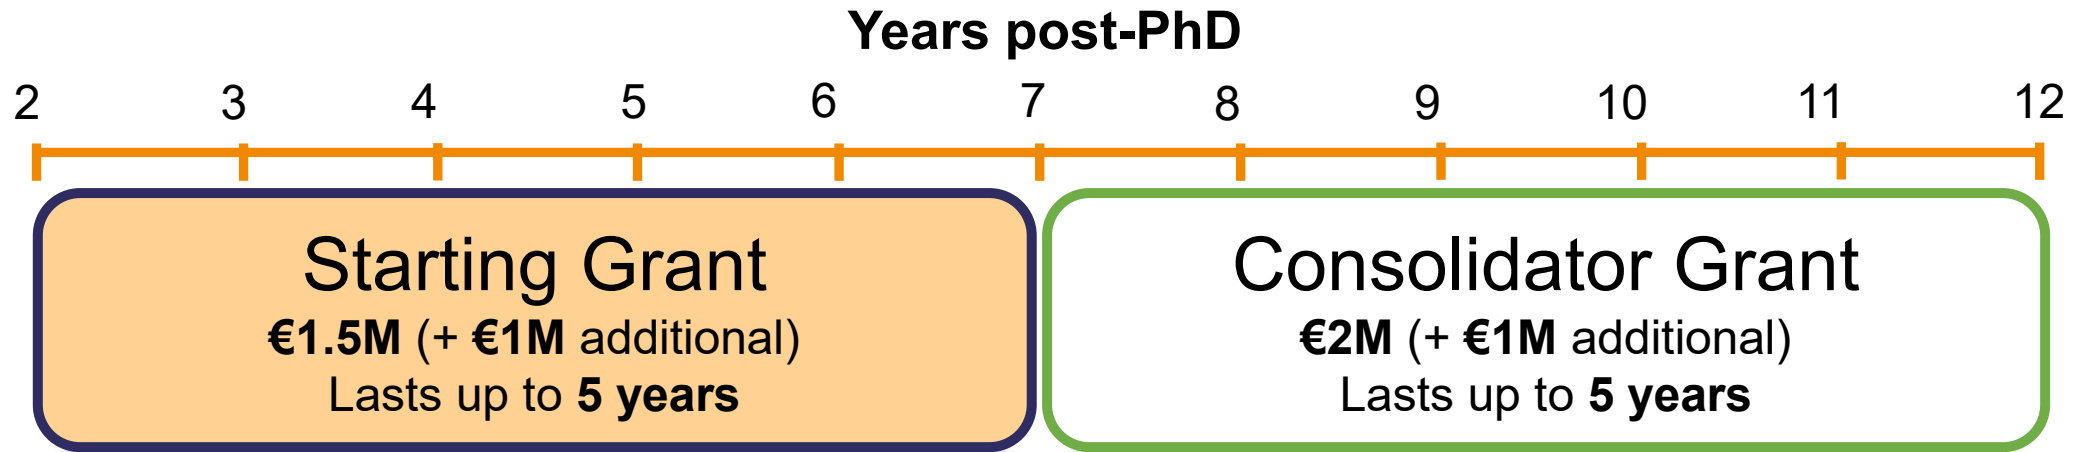 Years post-PhD
2 3 4 5 6 7 8 9 10 11 12
Starting Grant
€1.5M (+ €1M additional)
Lasts up to 5 years
Consolidator Grant
€2M (+ €1M additional)
Lasts up to 5 years